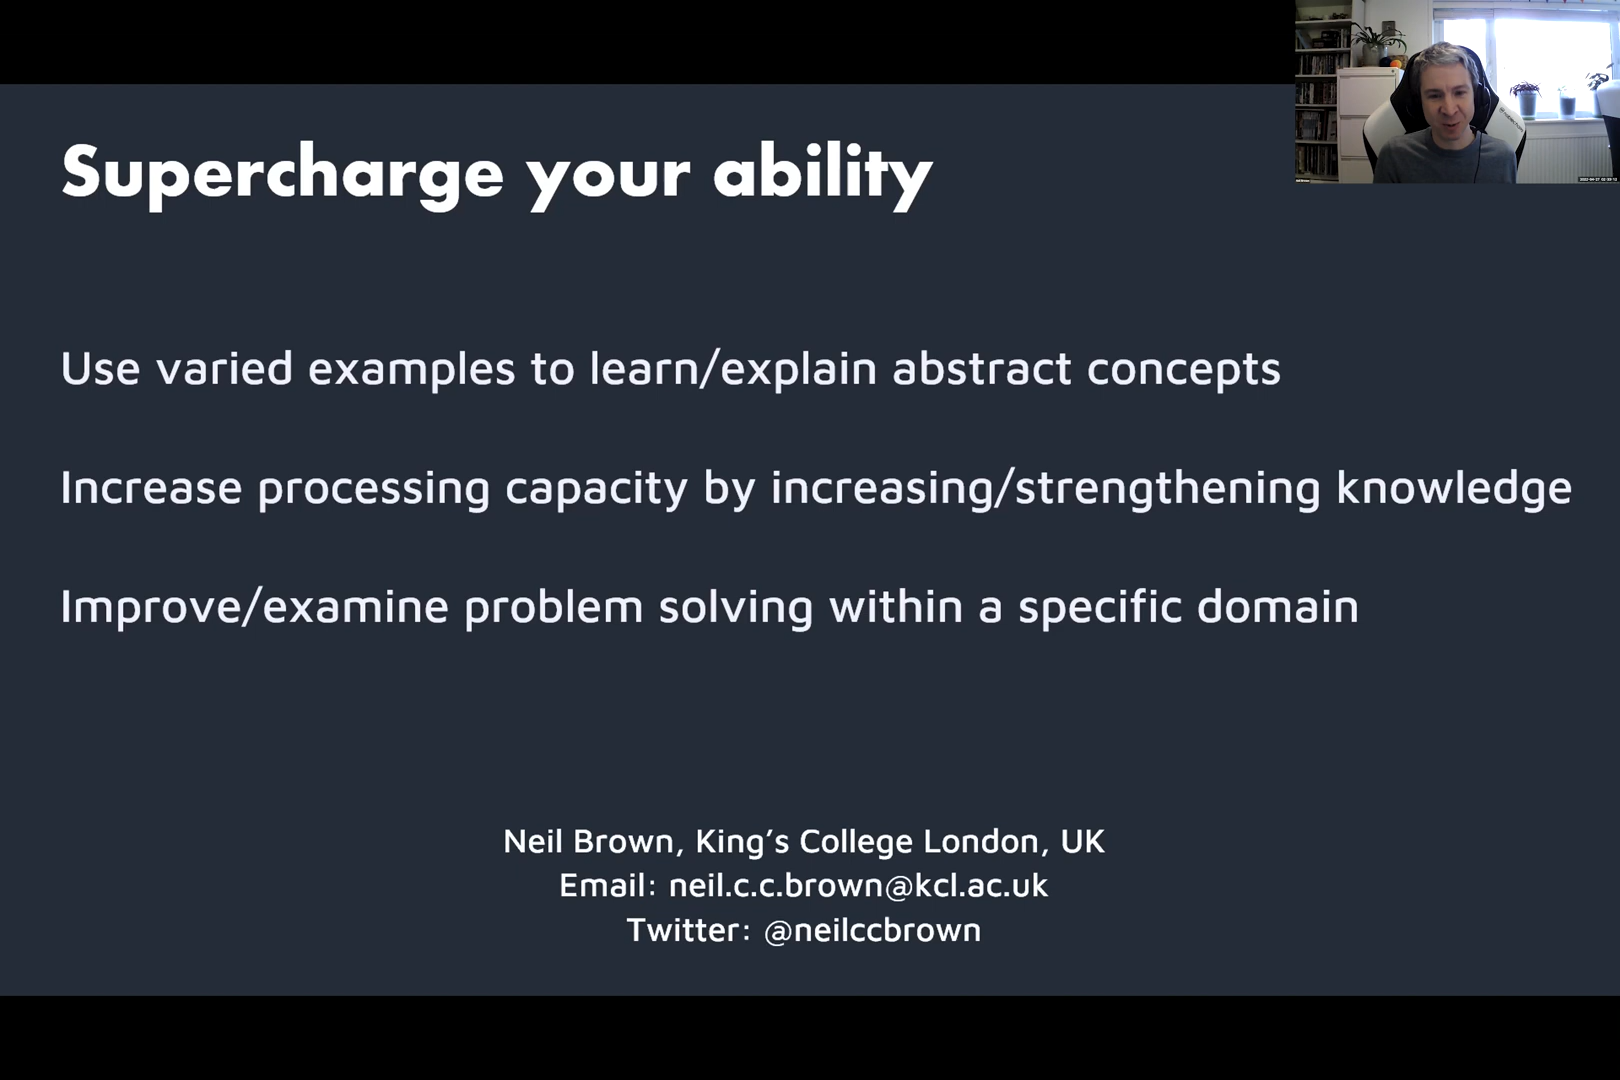 Supercharge your ability
Use varied examples to learn/explain abstract concepts
Increase processing capacity by increasing/strengthening knowledge
Improve/examine problem solving within a specific domain
Neil Brown, King’s College London, UK
Email: neil.c.c.brown@kcl.ac.uk
Twitter: @neilccbrown